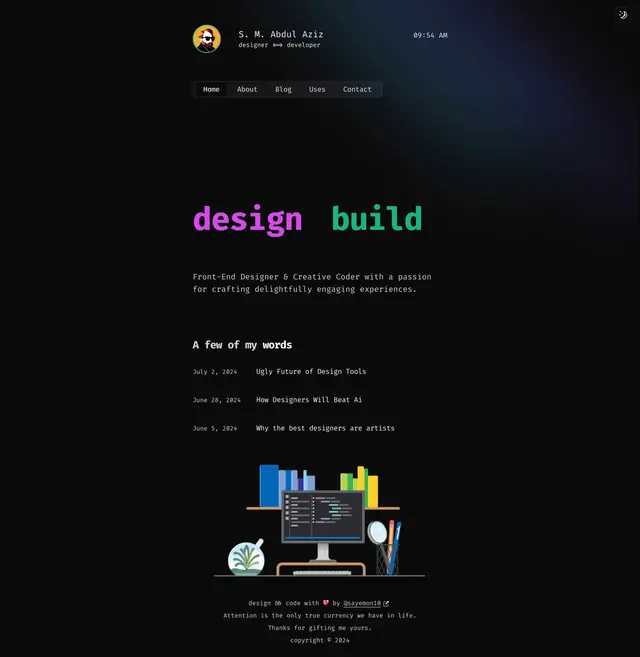 S. M. Abdul Aziz
designer <=> developer
09:54 AM
Home About Blog Uses Contact
design build
Front-End Designer & Creative Coder with a passion
for crafting delightfully engaging experiences.
A few of my words
July 2, 2024 Ugly Future of Design Tools
June 28, 2024 How Designers Will Beat Ai
June 5, 2024 Why the best designers are artists
design && code with 💖 by @sayemon10
Attention is the only true currency we have in life.
Thanks for gifting me yours.
copyright © 2024